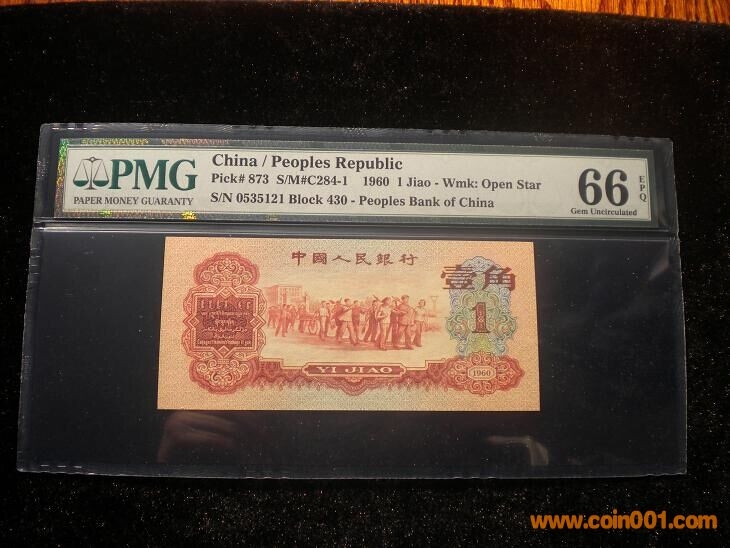 PMG
PAPER MONEY GUARANTY
China / Peoples Republic
Pick# 873 S/M#C284-1 1960 1 Jiao - Wmk: Open Star
S/N 0535121 Block 430 - Peoples Bank of China
66 EPQ
Gem Uncirculated
中國人民銀行
壹角
1
YI JIAO
1960
www.coin001.com